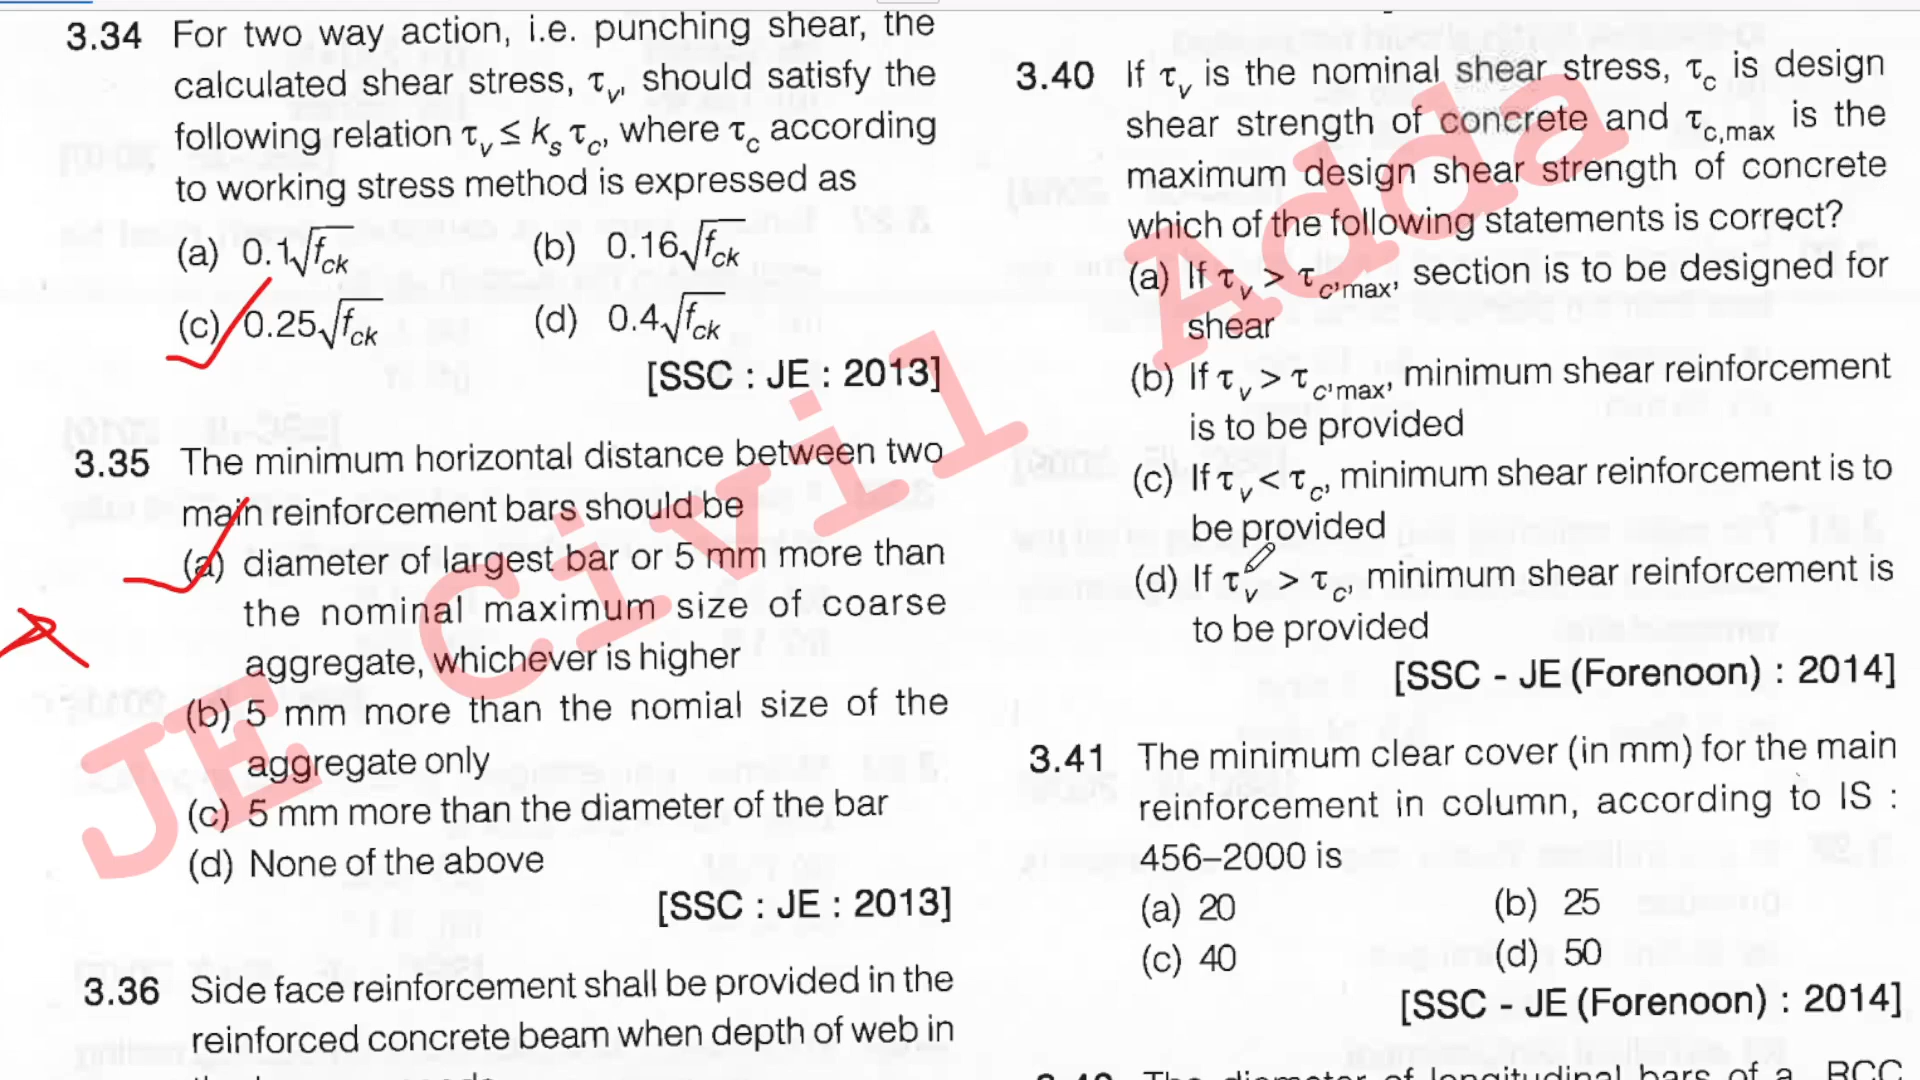 3.34 For two way action, i.e. punching shear, the
calculated shear stress, τv, should satisfy the
following relation τv ≤ ks τc, where τc according
to working stress method is expressed as
(a) 0.1√fck (b) 0.16√fck
(c) 0.25√fck (d) 0.4√fck
[SSC : JE : 2013]
3.35 The minimum horizontal distance between two
main reinforcement bars should be
(a) diameter of largest bar or 5 mm more than
the nominal maximum size of coarse
aggregate, whichever is higher
(b) 5 mm more than the nomial size of the
aggregate only
(c) 5 mm more than the diameter of the bar
(d) None of the above
[SSC : JE : 2013]
3.36 Side face reinforcement shall be provided in the
reinforced concrete beam when depth of web in
3.40 If τv is the nominal shear stress, τc is design
shear strength of concrete and τc,max is the
maximum design shear strength of concrete
which of the following statements is correct?
(a) If τv > τc'max, section is to be designed for
shear
(b) If τv > τc'max, minimum shear reinforcement
is to be provided
(c) If τv < τc, minimum shear reinforcement is to
be provided
(d) If τv > τc, minimum shear reinforcement is
to be provided
[SSC - JE (Forenoon) : 2014]
3.41 The minimum clear cover (in mm) for the main
reinforcement in column, according to IS :
456–2000 is
(a) 20 (b) 25
(c) 40 (d) 50
[SSC - JE (Forenoon) : 2014]
The diameter of longitudinal bars of a RCC
JE Civil Adda